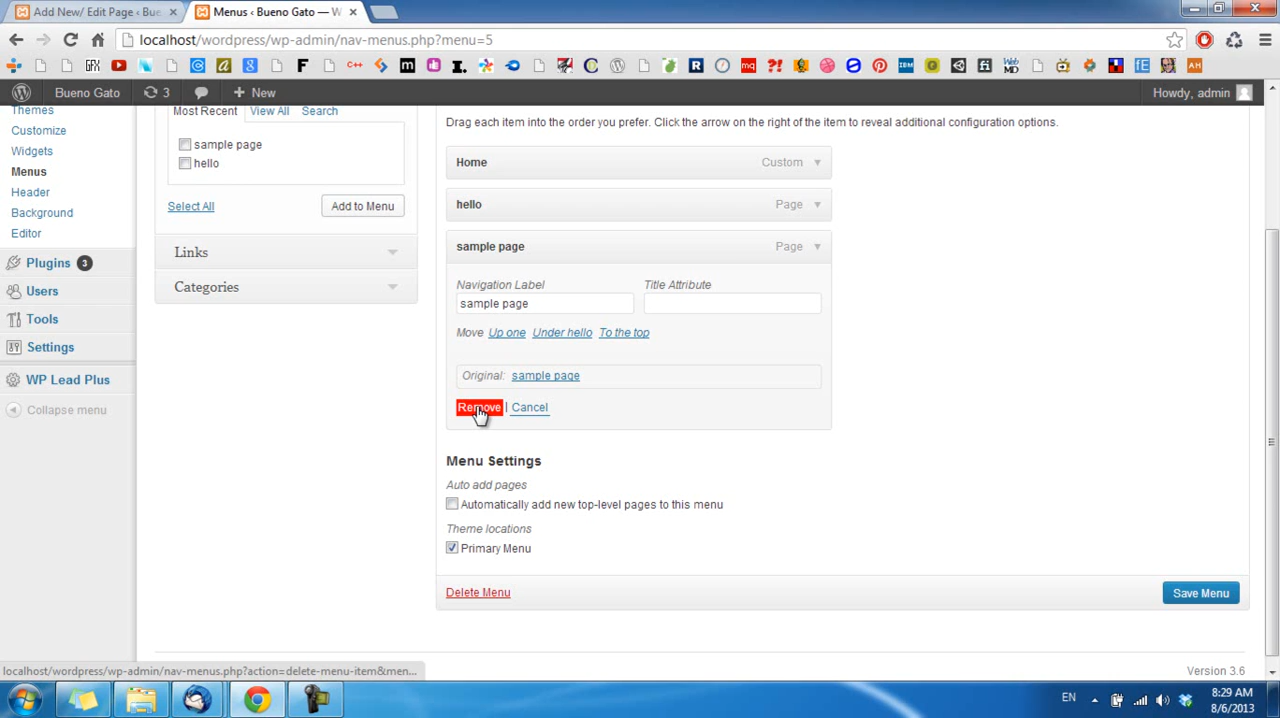 Add New/ Edit Page ‹ Bue
Menus ‹ Bueno Gato — W
localhost/wordpress/wp-admin/nav-menus.php?menu=5
Bueno Gato
3
New
Howdy, admin
Themes
Customize
Widgets
Menus
Header
Background
Editor
Plugins 3
Users
Tools
Settings
WP Lead Plus
Collapse menu
Most Recent
View All
Search
sample page
hello
Select All
Add to Menu
Links
Categories
Drag each item into the order you prefer. Click the arrow on the right of the item to reveal additional configuration options.
Home
Custom
hello
Page
sample page
Page
Navigation Label
Title Attribute
sample page
Move Up one Under hello To the top
Original: sample page
Remove | Cancel
Menu Settings
Auto add pages
Automatically add new top-level pages to this menu
Theme locations
Primary Menu
Delete Menu
Save Menu
localhost/wordpress/wp-admin/nav-menus.php?action=delete-menu-item&men...
Version 3.6
EN
8:29 AM
8/6/2013